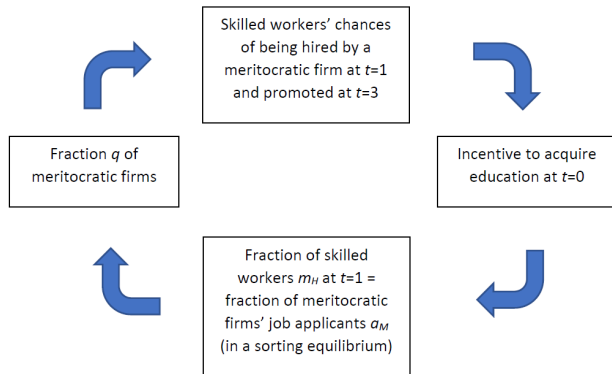 Skilled workers’ chances
of being hired by a
meritocratic firm at t=1
and promoted at t=3
Fraction q of
meritocratic firms
Incentive to acquire
education at t=0
Fraction of skilled
workers mH at t=1 =
fraction of meritocratic
firms’ job applicants aM
(in a sorting equilibrium)